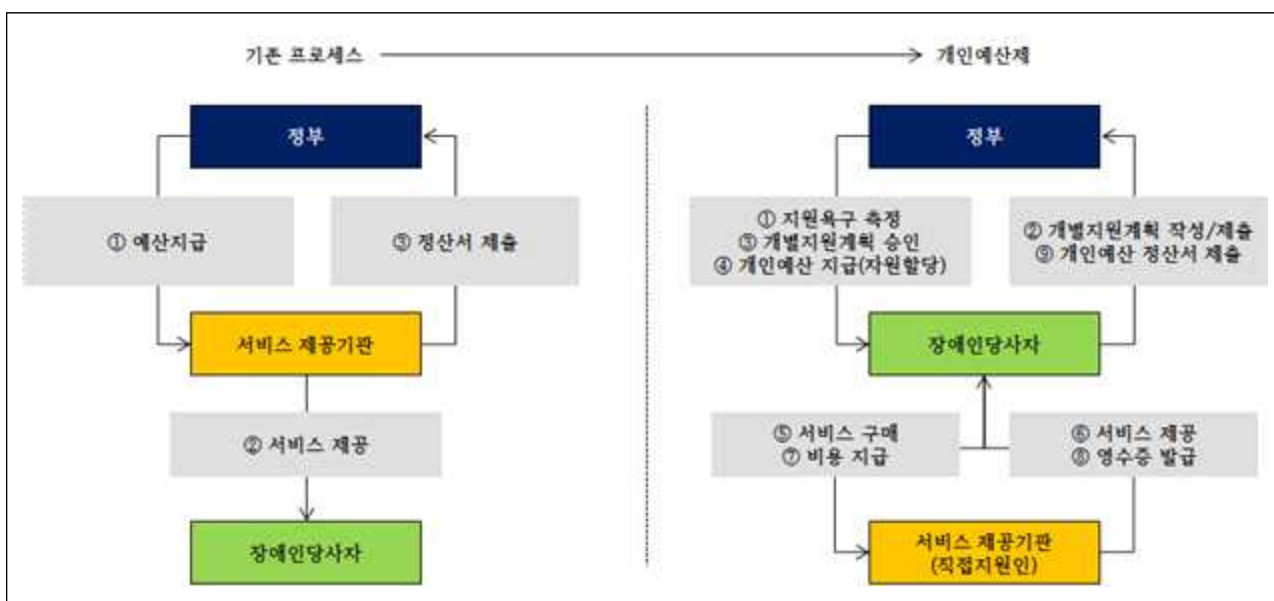 기존 프로세스
정부
① 예산지급
③ 정산서 제출
서비스 제공기관
② 서비스 제공
장애인당사자
개인예산제
정부
① 지원욕구 측정
③ 개별지원계획 승인
④ 개인예산 지급(자원할당)
② 개별지원계획 작성/제출
⑨ 개인예산 정산서 제출
장애인당사자
⑤ 서비스 구매
⑦ 비용 지급
⑥ 서비스 제공
⑧ 영수증 발급
서비스 제공기관
(직접지원인)